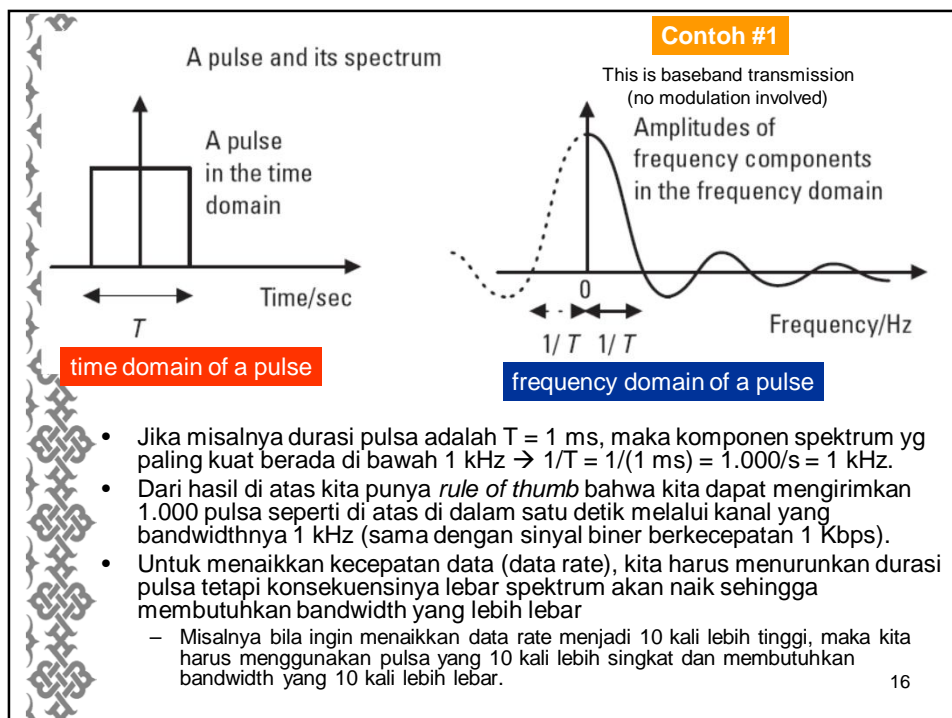 Contoh #1
A pulse and its spectrum
This is baseband transmission
(no modulation involved)
A pulse
in the time
domain
Amplitudes of
frequency components
in the frequency domain
Time/sec
T
0
Frequency/Hz
1/ T 1/ T
time domain of a pulse
frequency domain of a pulse
• Jika misalnya durasi pulsa adalah T = 1 ms, maka komponen spektrum yg
paling kuat berada di bawah 1 kHz → 1/T = 1/(1 ms) = 1.000/s = 1 kHz.
• Dari hasil di atas kita punya rule of thumb bahwa kita dapat mengirimkan
1.000 pulsa seperti di atas di dalam satu detik melalui kanal yang
bandwidthnya 1 kHz (sama dengan sinyal biner berkecepatan 1 Kbps).
• Untuk menaikkan kecepatan data (data rate), kita harus menurunkan durasi
pulsa tetapi konsekuensinya lebar spektrum akan naik sehingga
membutuhkan bandwidth yang lebih lebar
– Misalnya bila ingin menaikkan data rate menjadi 10 kali lebih tinggi, maka kita
harus menggunakan pulsa yang 10 kali lebih singkat dan membutuhkan
bandwidth yang 10 kali lebih lebar.
16